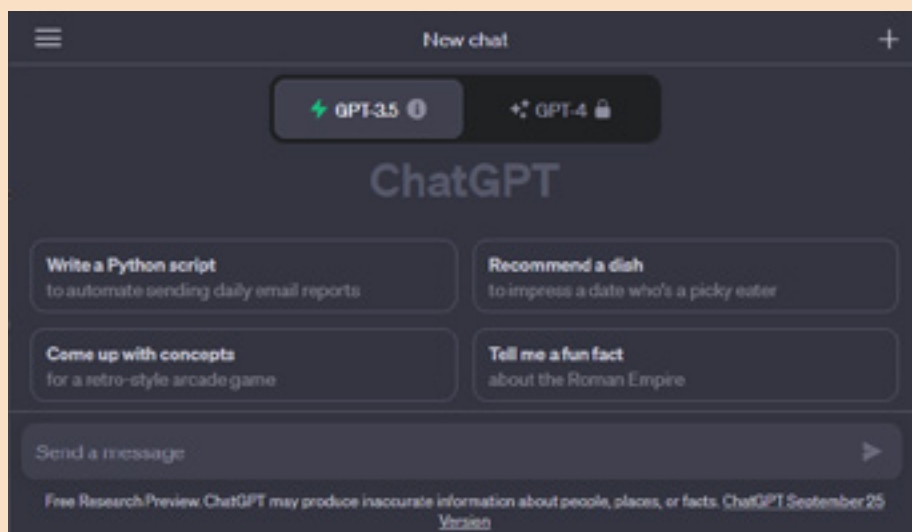 New chat
GPT-3.5 GPT-4
ChatGPT
Write a Python script
to automate sending daily email reports
Recommend a dish
to impress a date who's a picky eater
Come up with concepts
for a retro-style arcade game
Tell me a fun fact
about the Roman Empire
Send a message
Free Research Preview. ChatGPT may produce inaccurate information about people, places, or facts. ChatGPT September 25
Version